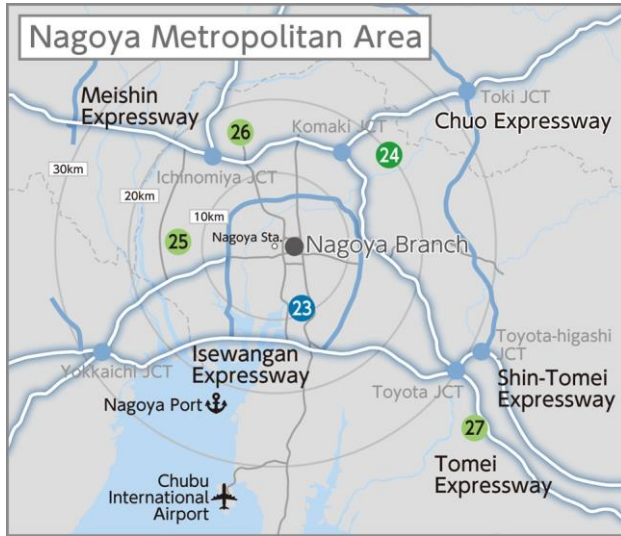 Nagoya Metropolitan Area
Meishin
Expressway
26
Komaki JCT
Toki JCT
Chuo Expressway
24
30km
Ichinomiya JCT
20km
10km
25
Nagoya Sta.
Nagoya Branch
23
Yokkaichi JCT
Isewangan
Expressway
Toyota-higashi
JCT
Toyota JCT
Shin-Tomei
Expressway
Nagoya Port
27
Tomei
Expressway
Chubu
International
Airport